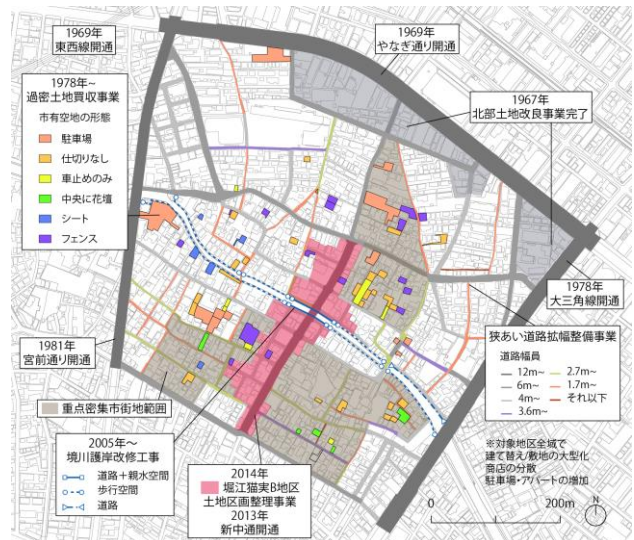 1969年
東西線開通
1969年
やなぎ通り開通
1978年~
過密土地買収事業
市有空地の形態
駐車場
仕切りなし
車止めのみ
中央に花壇
シート
フェンス
1967年
北部土地改良事業完了
1978年
大三角線開通
1981年
宮前通り開通
狭あい道路拡幅整備事業
道路幅員
12m~
6m~
4m~
3.6m~
2.7m~
1.7m~
それ以下
重点密集市街地範囲
2005年~
境川護岸改修工事
道路+親水空間
歩行空間
道路
2014年
堀江猫実B地区
土地区画整理事業
2013年
新中通開通
※対象地区全域で
建て替え/敷地の大型化
商店の分散
駐車場・アパートの増加
0
200m
N